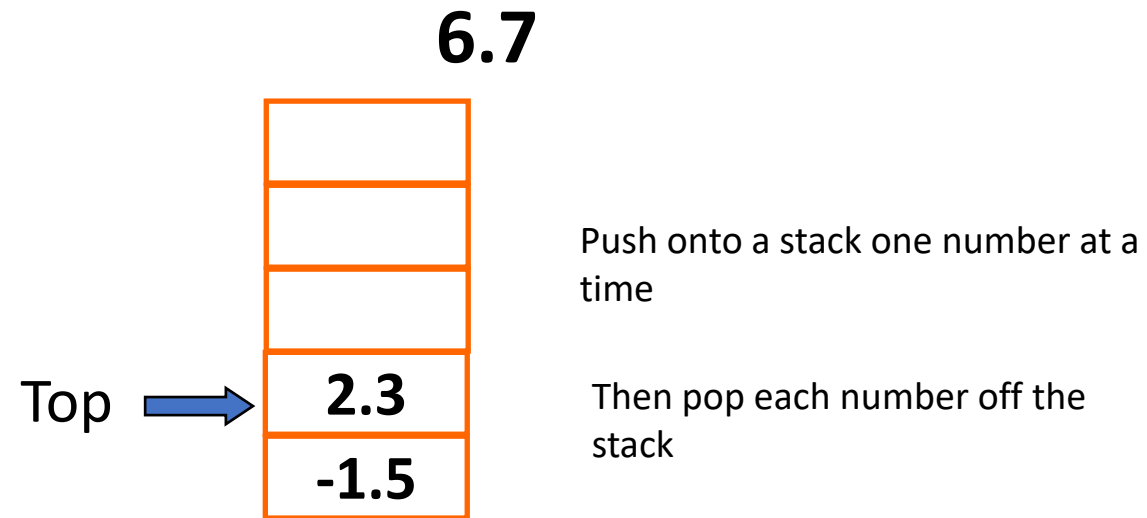 6.7
Push onto a stack one number at a
time
Top
2.3
Then pop each number off the
stack
-1.5